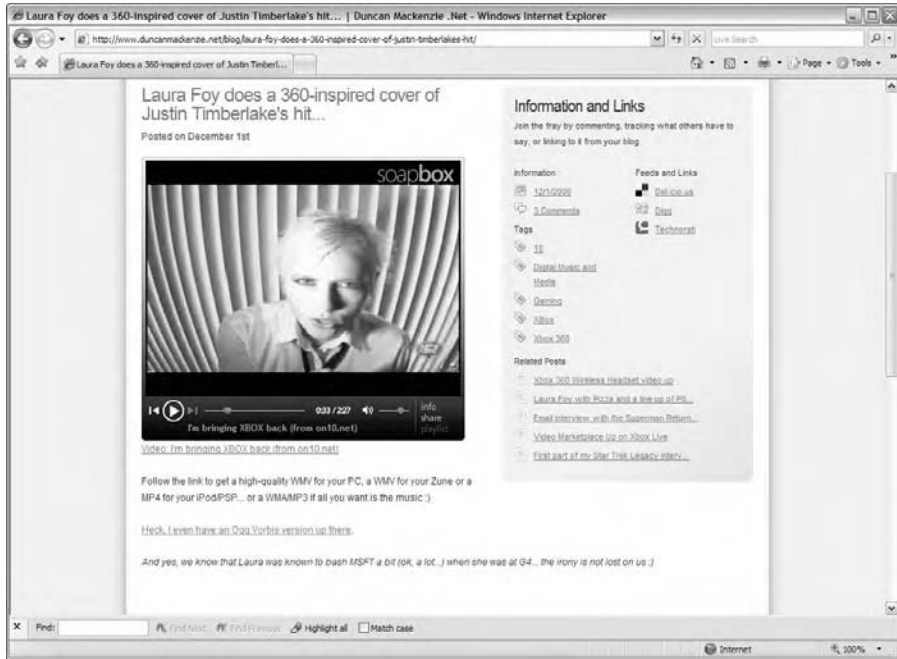 Laura Foy does a 360-inspired cover of Justin Timberlake's hit... | Duncan Mackenzie .Net - Windows Internet Explorer
http://www.duncanmackenzie.net/blog/laura-foy-does-a-360-inspired-cover-of-justin-timberlakes-hit/
Live Search
Laura Foy does a 360-inspired cover of Justin Timberl...
Page
Tools
Laura Foy does a 360-inspired cover of
Justin Timberlake's hit...
Posted on December 1st
soapbox
0:33 / 2:27
info
share
playlist
I'm bringing XBOX back (from on10.net)
Video: I'm bringing XBOX back (from on10.net)
Follow the link to get a high-quality WMV for your PC, a WMV for your Zune or a
MP4 for your iPod/PSP... or a WMA/MP3 if all you want is the music :)
Heck, I even have an Ogg Vorbis version up there.
And yes, we know that Laura was known to bash MSFT a bit (ok, a lot...) when she was at G4... the irony is not lost on us :)
Information and Links
Join the fray by commenting, tracking what others have to
say, or linking to it from your blog.
Information
12/1/2006
3 Comments
Tags
10
Digital Music and
Media
Gaming
XBox
Xbox 360
Feeds and Links
Del.icio.us
Digg
Technorati
Related Posts
Xbox 360 Wireless Headset video up
Laura Foy with Pizza and a line up of PS...
Email interview with the Superman Return...
Video Marketplace Up on Xbox Live
First part of my Star Trek Legacy interv...
X Find:
Find Next
Find Previous
Highlight all
Match case
Internet
100%